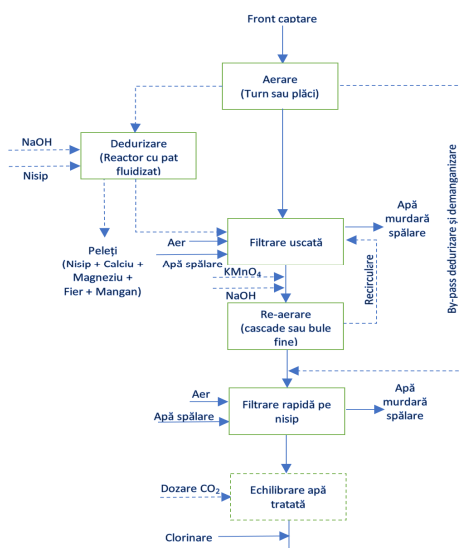 Front captare
Aerare
(Turn sau plăci)
NaOH
Nisip
Dedurizare
(Reactor cu pat
fluidizat)
By-pass dedurizare și demanganizare
Peleți
(Nisip + Calciu +
Magneziu +
Fier + Mangan)
Aer
Apă spălare
Filtrare uscată
Apă
murdară
spălare
KMnO4
NaOH
Recirculare
Re-aerare
(cascade sau bule
fine)
Aer
Apă spălare
Filtrare rapidă pe
nisip
Apă
murdară
spălare
Dozare CO2
Echilibrare apă
tratată
Clorinare